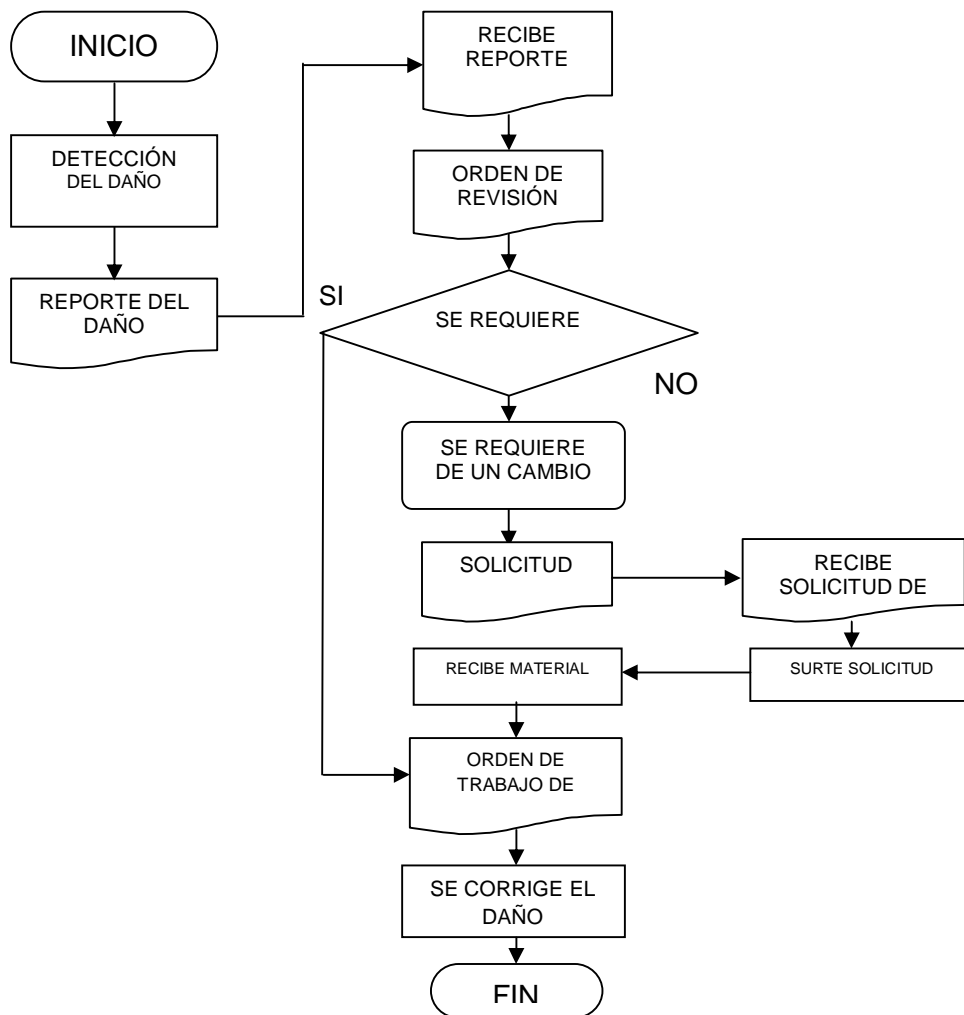 INICIO
DETECCIÓN
DEL DAÑO
REPORTE DEL
DAÑO
RECIBE
REPORTE
ORDEN DE
REVISIÓN
SI
SE REQUIERE
NO
SE REQUIERE
DE UN CAMBIO
SOLICITUD
RECIBE
SOLICITUD DE
SURTE SOLICITUD
RECIBE MATERIAL
ORDEN DE
TRABAJO DE
SE CORRIGE EL
DAÑO
FIN